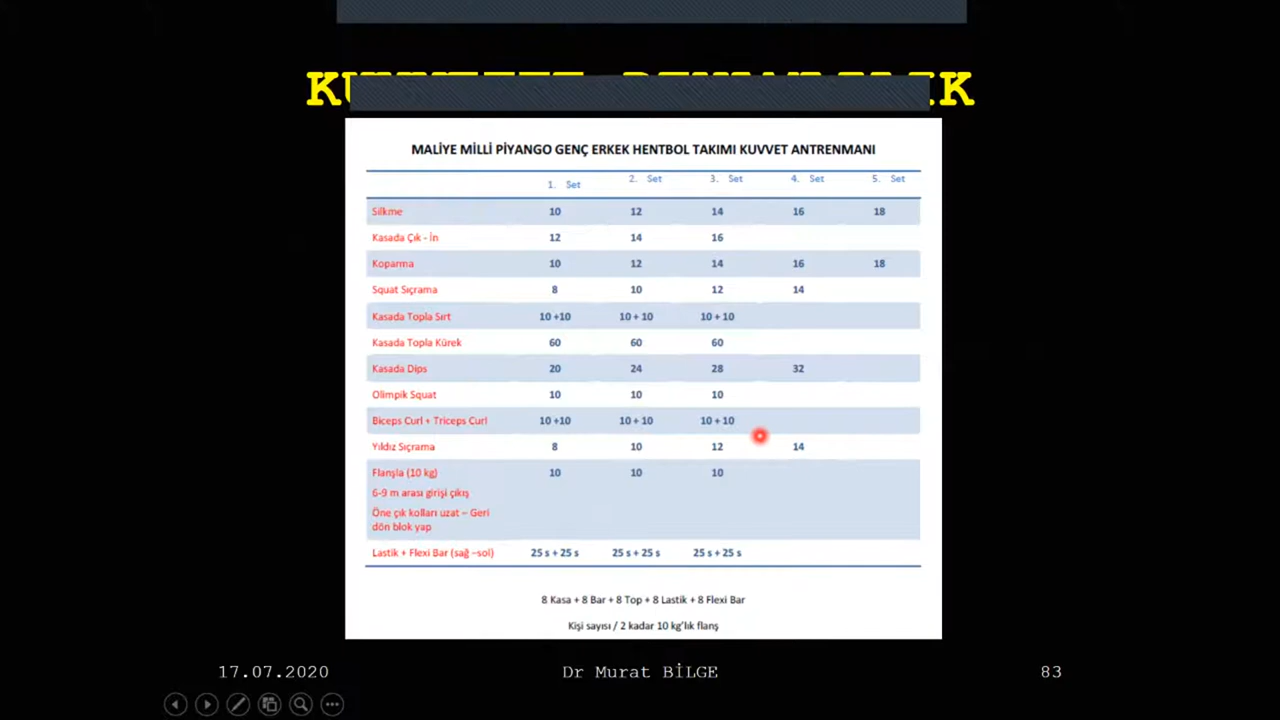 MALİYE MİLLİ PİYANGO GENÇ ERKEK HENTBOL TAKIMI KUVVET ANTRENMANI
1. Set 2. Set 3. Set 4. Set 5. Set
Silkme 10 12 14 16 18
Kasada Çık - İn 12 14 16
Koparma 10 12 14 16 18
Squat Sıçrama 8 10 12 14
Kasada Topla Sırt 10 +10 10 + 10 10 + 10
Kasada Topla Kürek 60 60 60
Kasada Dips 20 24 28 32
Olimpik Squat 10 10 10
Biceps Curl + Triceps Curl 10 +10 10 + 10 10 + 10
Yıldız Sıçrama 8 10 12 14
Flanşla (10 kg) 10 10 10
6-9 m arası girişi çıkış
Öne çık kolları uzat – Geri
dön blok yap
Lastik + Flexi Bar (sağ –sol) 25 s + 25 s 25 s + 25 s 25 s + 25 s
8 Kasa + 8 Bar + 8 Top + 8 Lastik + 8 Flexi Bar
Kişi sayısı / 2 kadar 10 kg'lık flanş
17.07.2020 Dr Murat BİLGE 83